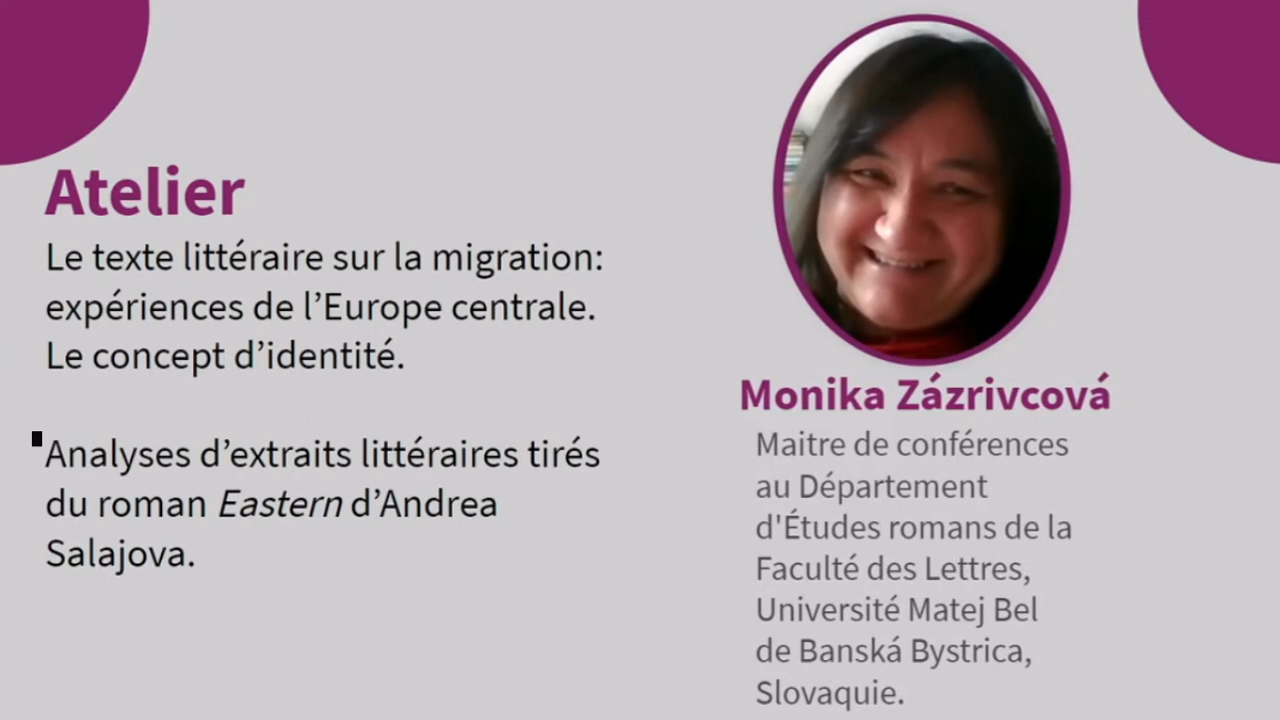 Atelier
Le texte littéraire sur la migration:
expériences de l’Europe centrale.
Le concept d’identité.
Analyses d’extraits littéraires tirés
du roman Eastern d’Andrea
Salajova.
Monika Zázrivcová
Maitre de conférences
au Département
d'Études romans de la
Faculté des Lettres,
Université Matej Bel
de Banská Bystrica,
Slovaquie.